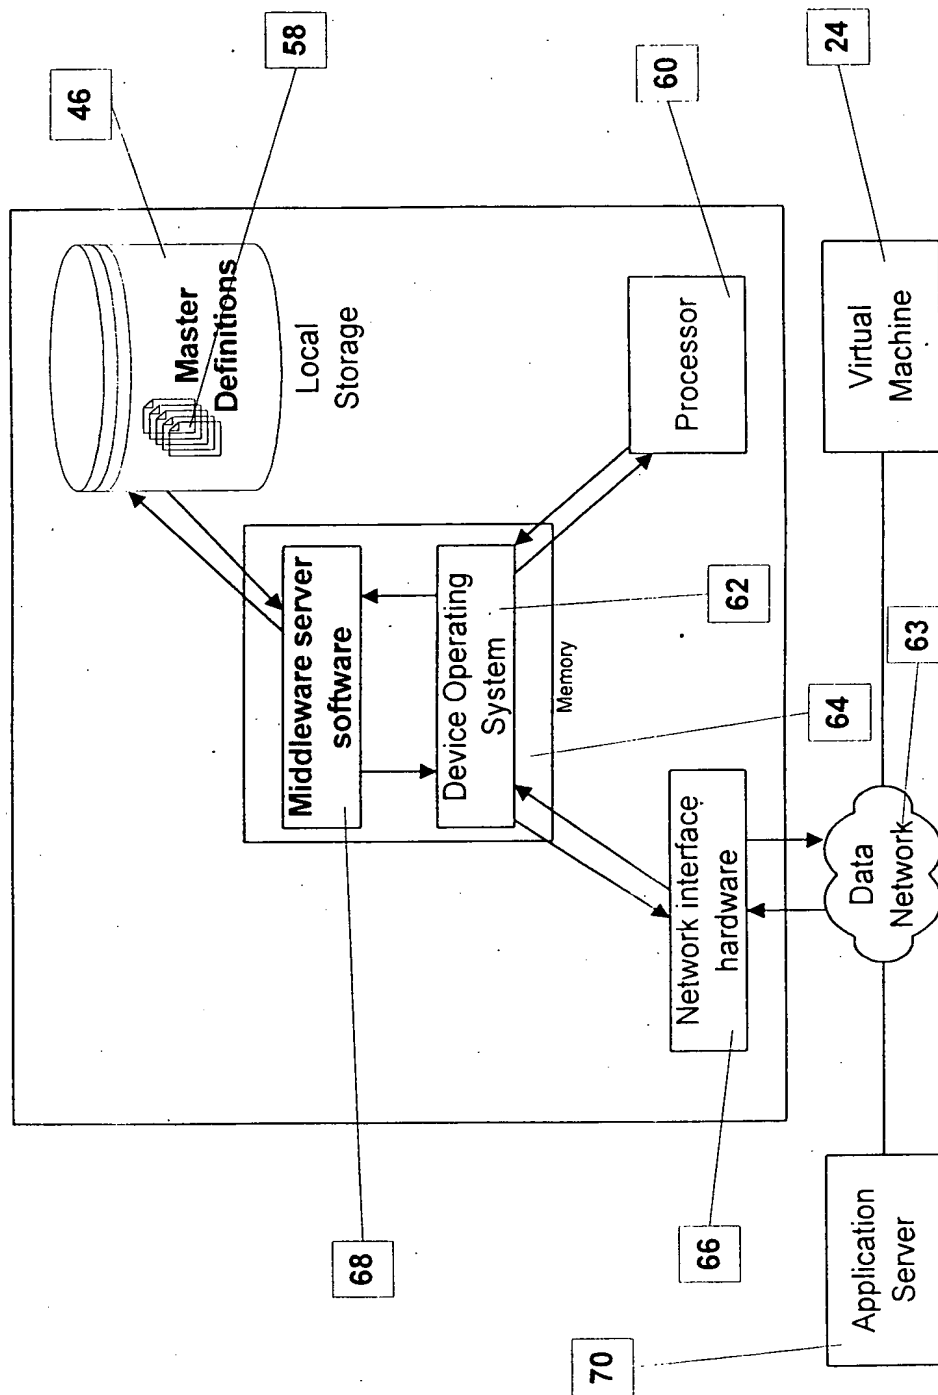 46
58
Master
Definitions
Local
Storage
68
Middleware server
software
Device Operating
System
Memory
62
64
60
Processor
66
Network interface
hardware
70
Application
Server
Data
Network
63
Virtual
Machine
24